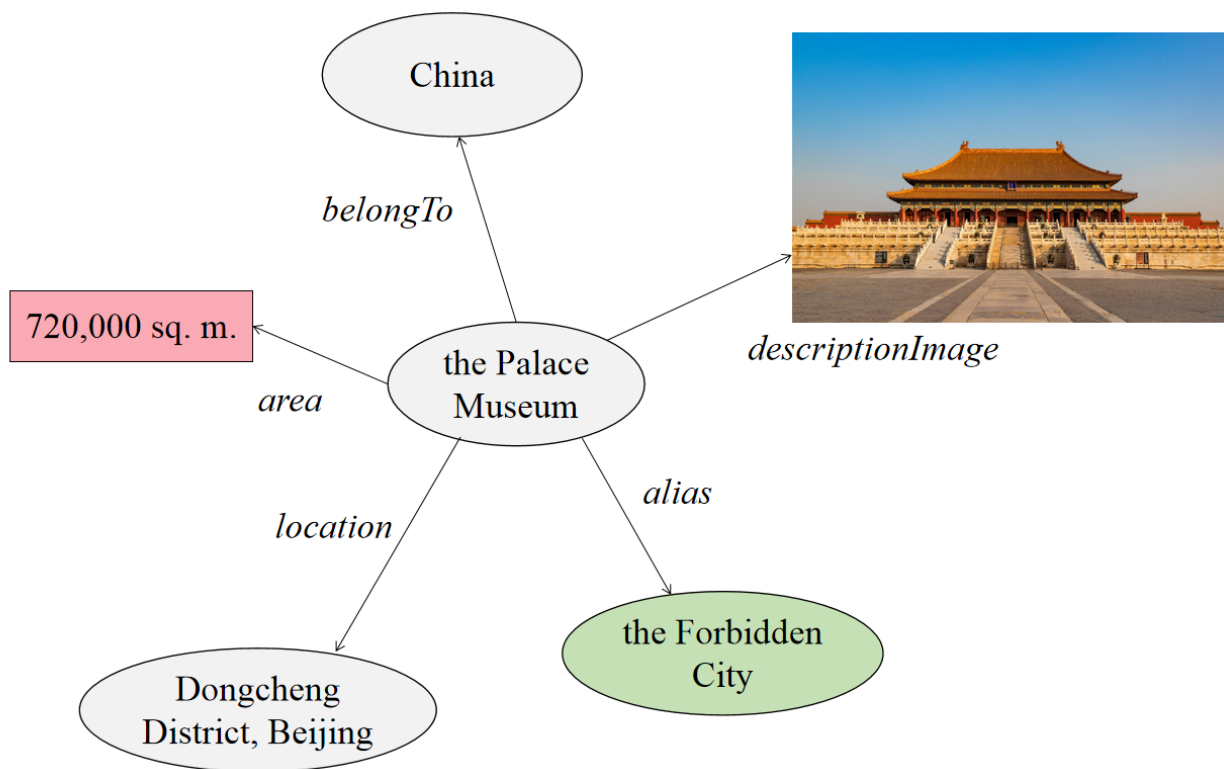 China
belongTo
720,000 sq. m.
the Palace
Museum
descriptionImage
area
alias
location
the Forbidden
City
Dongcheng
District, Beijing